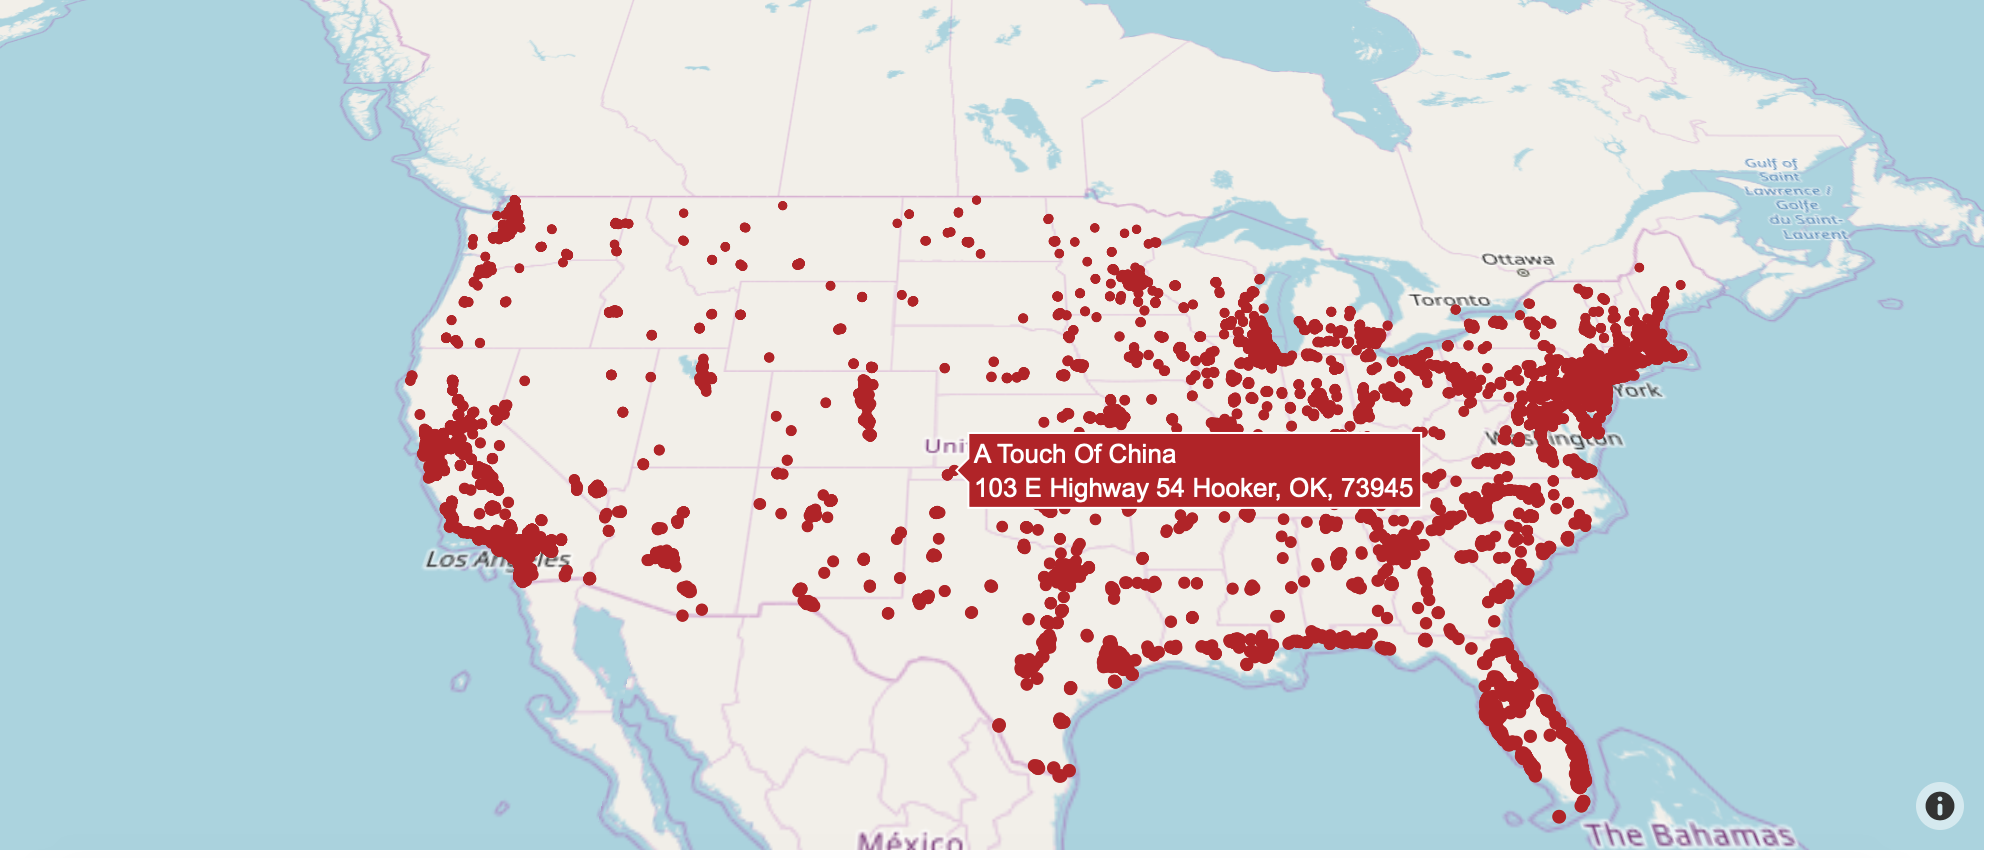 Gulf of
Saint
Lawrence /
Golfe
du Saint-
Laurent
Ottawa
Toronto
York
Washington
Uni
A Touch Of China
103 E Highway 54 Hooker, OK, 73945
Los Angeles
México
The Bahamas